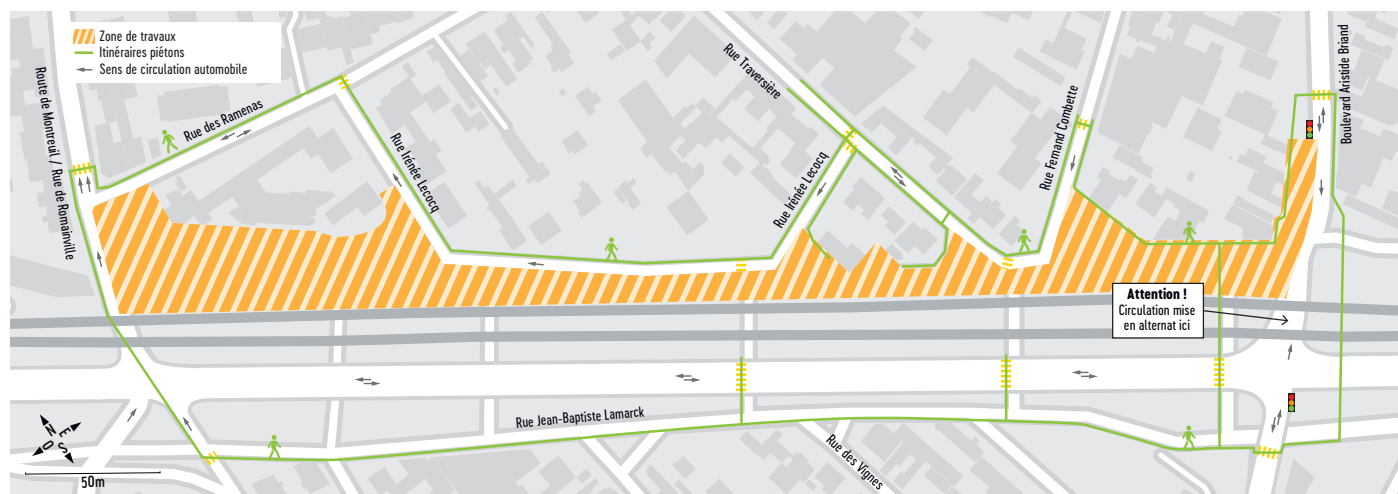 Zone de travaux
Itinéraires piétons
Sens de circulation automobile
Route de Montreuil / Rue de Romainville
Rue des Ramenas
Rue Irénée Lecocq
Rue Traversière
Rue Irénée Lecocq
Rue Fernand Combette
Boulevard Aristide Briand
Attention !
Circulation mise
en alternat ici
Rue Jean-Baptiste Lamarck
Rue des Vignes
N
E
S
O
50m